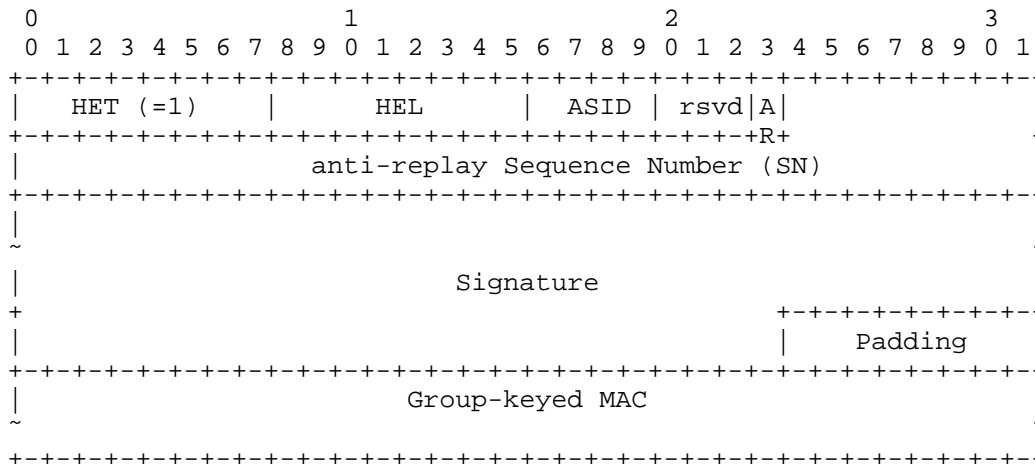 0                   1                   2                   3
 0 1 2 3 4 5 6 7 8 9 0 1 2 3 4 5 6 7 8 9 0 1 2 3 4 5 6 7 8 9 0 1
+-+-+-+-+-+-+-+-+-+-+-+-+-+-+-+-+-+-+-+-+-+-+-+-+-+-+-+-+-+-+-+-
|   HET (=1)    |      HEL      |  ASID | rsvd|A|
+-+-+-+-+-+-+-+-+-+-+-+-+-+-+-+-+-+-+-+-+-+-+-+R+               +
|                  anti-replay Sequence Number (SN)
+-+-+-+-+-+-+-+-+-+-+-+-+-+-+-+-+-+-+-+-+-+-+-+-+-+-+-+-+-+-+-+-
|
~                                                               ~
|                           Signature
+                                               +-+-+-+-+-+-+-+-
|                                               |    Padding
+-+-+-+-+-+-+-+-+-+-+-+-+-+-+-+-+-+-+-+-+-+-+-+-+-+-+-+-+-+-+-+-
|                        Group-keyed MAC
~                                                               ~
+-+-+-+-+-+-+-+-+-+-+-+-+-+-+-+-+-+-+-+-+-+-+-+-+-+-+-+-+-+-+-+-